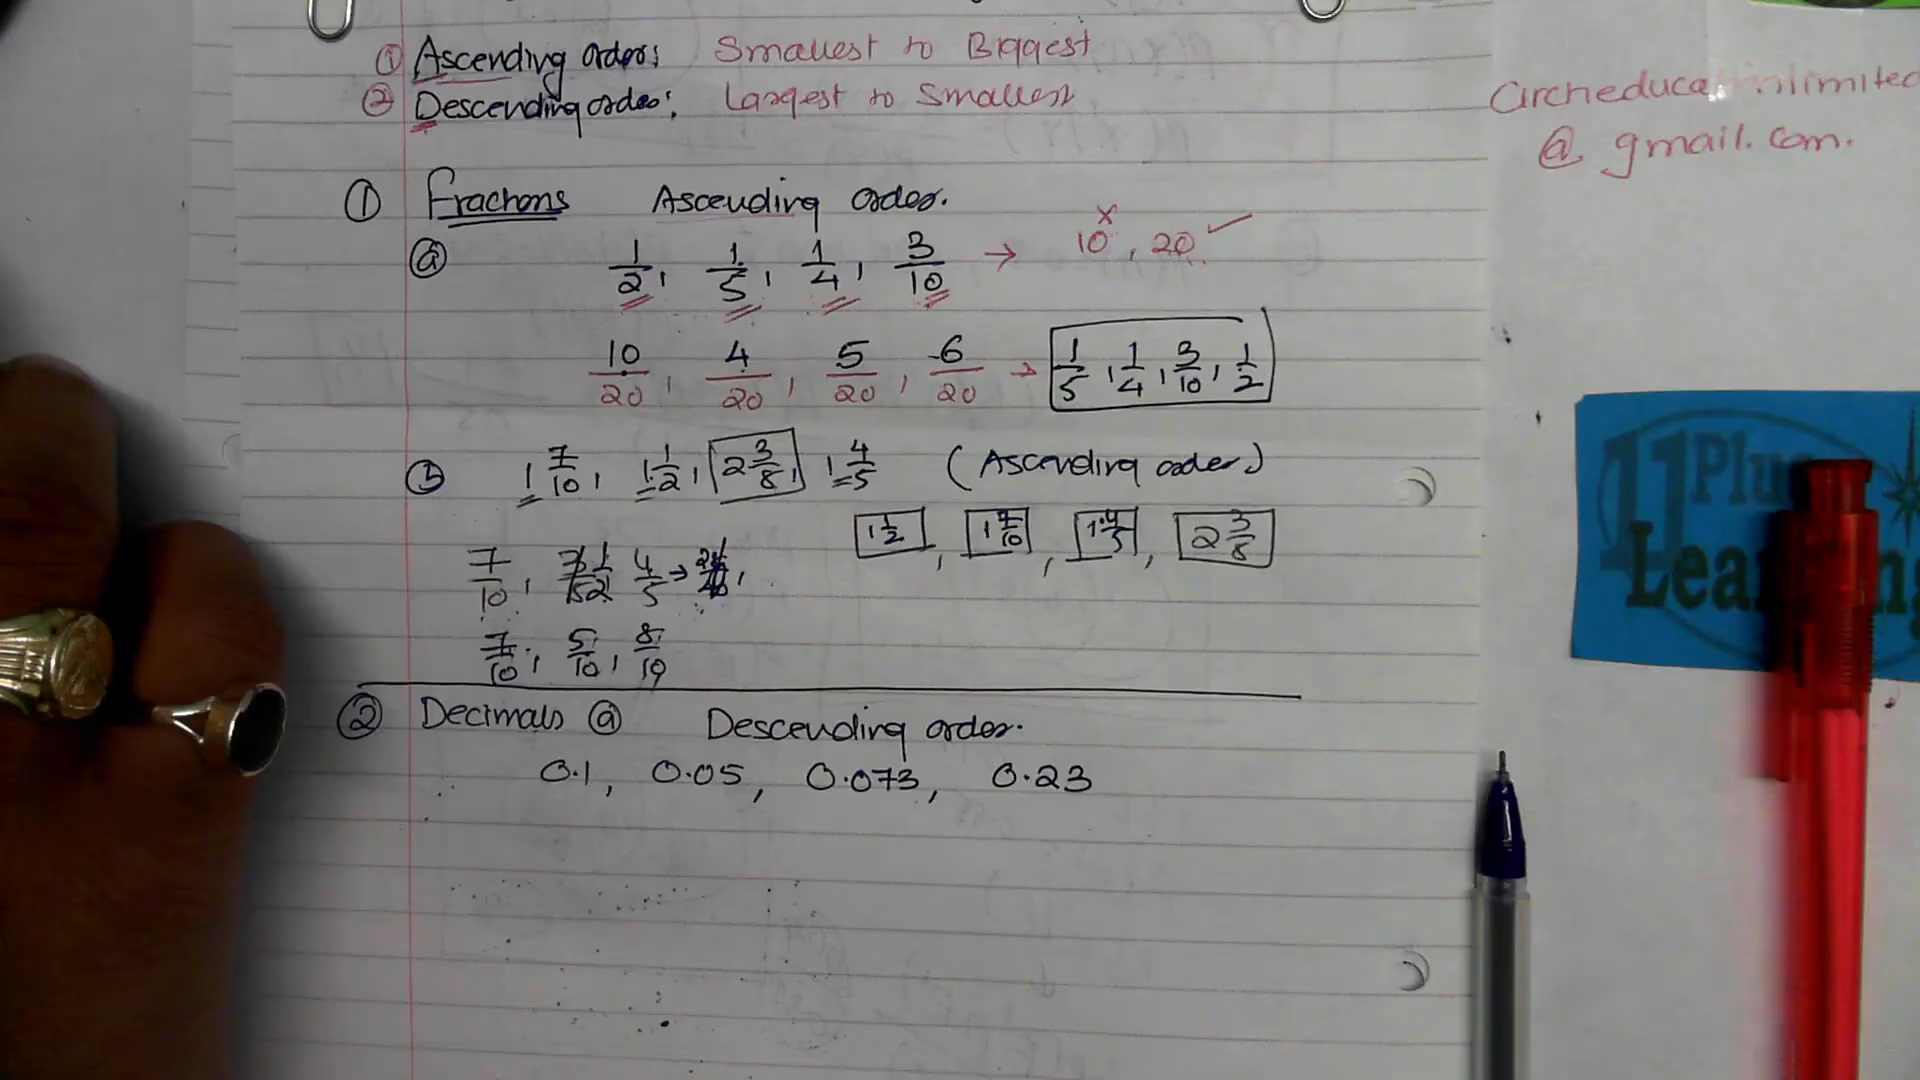 ① Ascending order: Smallest to Biggest
② Descending order: Largest to Smallest
@ gmail. com.
① Fractions Ascending order.
ⓐ 1/2, 1/5, 1/4, 3/10 → 10 x, 20 ✓
10/20, 4/20, 5/20, 6/20 → 1/5, 1/4, 3/10, 1/2
ⓑ 1 7/10, 1 1/2, 2 3/8, 1 4/5 (Ascending order)
1 1/2, 1 7/10, 1 4/5, 2 3/8
7/10, 1/2 4/5 →
7/10, 5/10, 8/10
② Decimals ⓐ Descending order.
0.1, 0.05, 0.073, 0.23
11 Plus